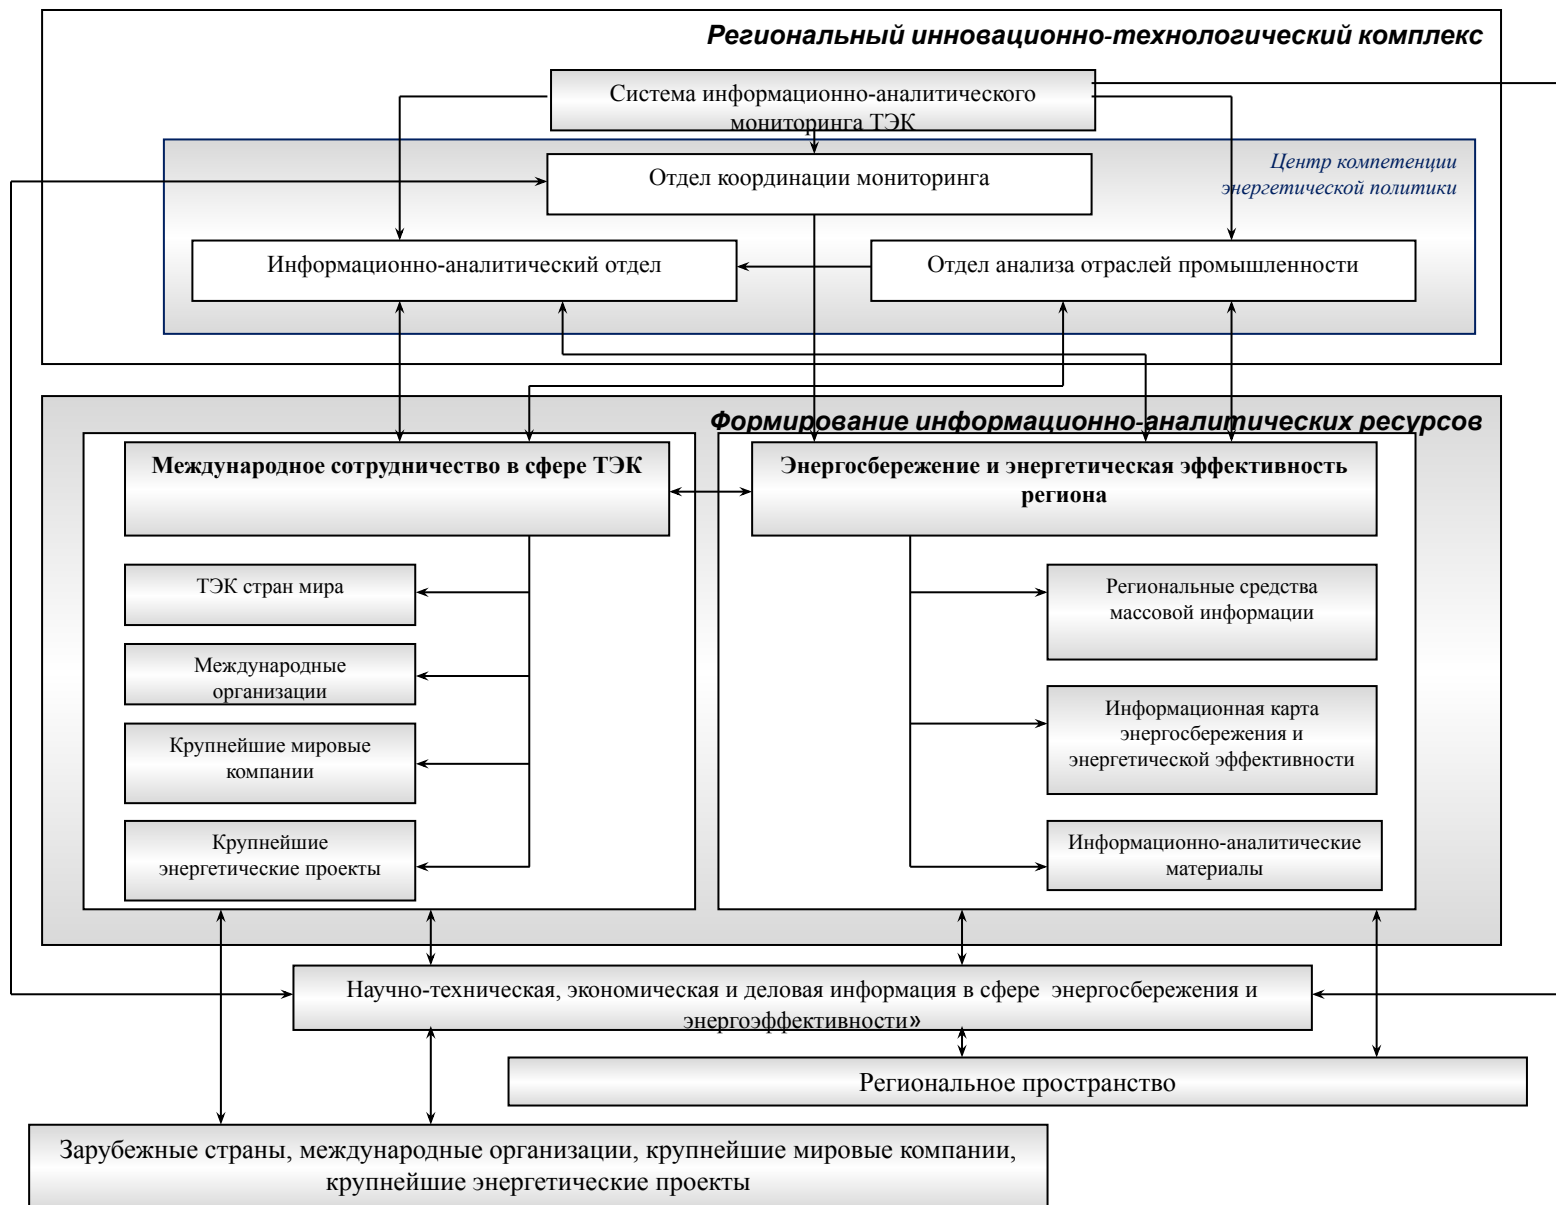 Региональный инновационно-технологический комплекс
Система информационно-аналитического
мониторинга ТЭК
Центр компетенции
энергетической политики
Отдел координации мониторинга
Информационно-аналитический отдел
Отдел анализа отраслей промышленности
Формирование информационно-аналитических ресурсов
Международное сотрудничество в сфере ТЭК
Энергосбережение и энергетическая эффективность
региона
ТЭК стран мира
Международные
организации
Крупнейшие мировые
компании
Крупнейшие
энергетические проекты
Региональные средства
массовой информации
Информационная карта
энергосбережения и
энергетической эффективности
Информационно-аналитические
материалы
Научно-техническая, экономическая и деловая информация в сфере  энергосбережения и
энергоэффективности»
Региональное пространство
Зарубежные страны, международные организации, крупнейшие мировые компании,
крупнейшие энергетические проекты